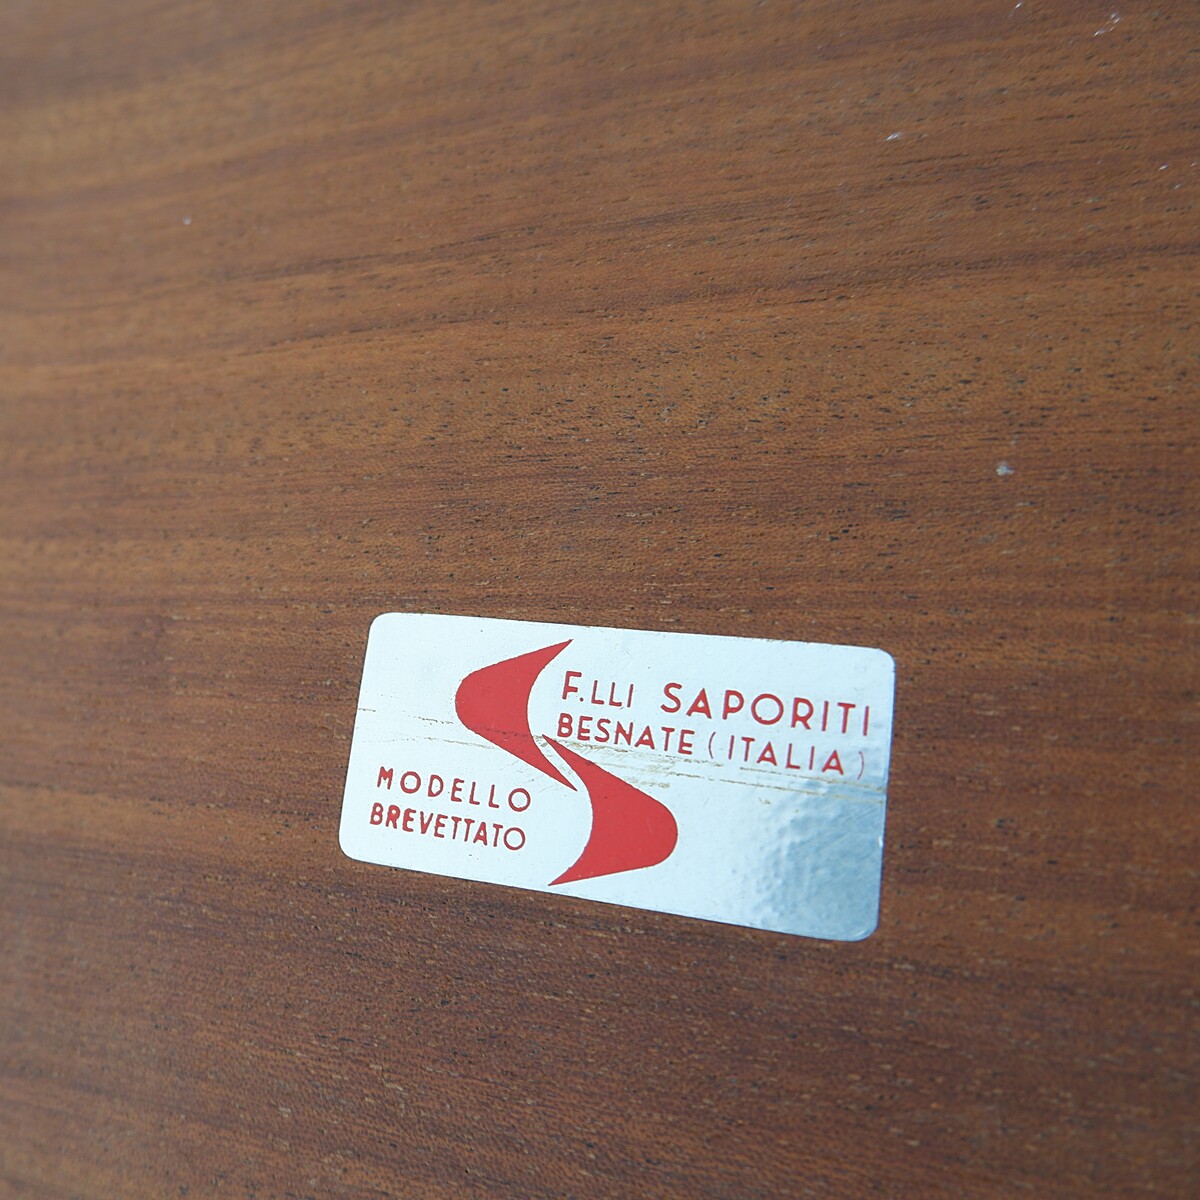 F.LLI SAPORITI
BESNATE (ITALIA)
MODELLO
BREVETTATO